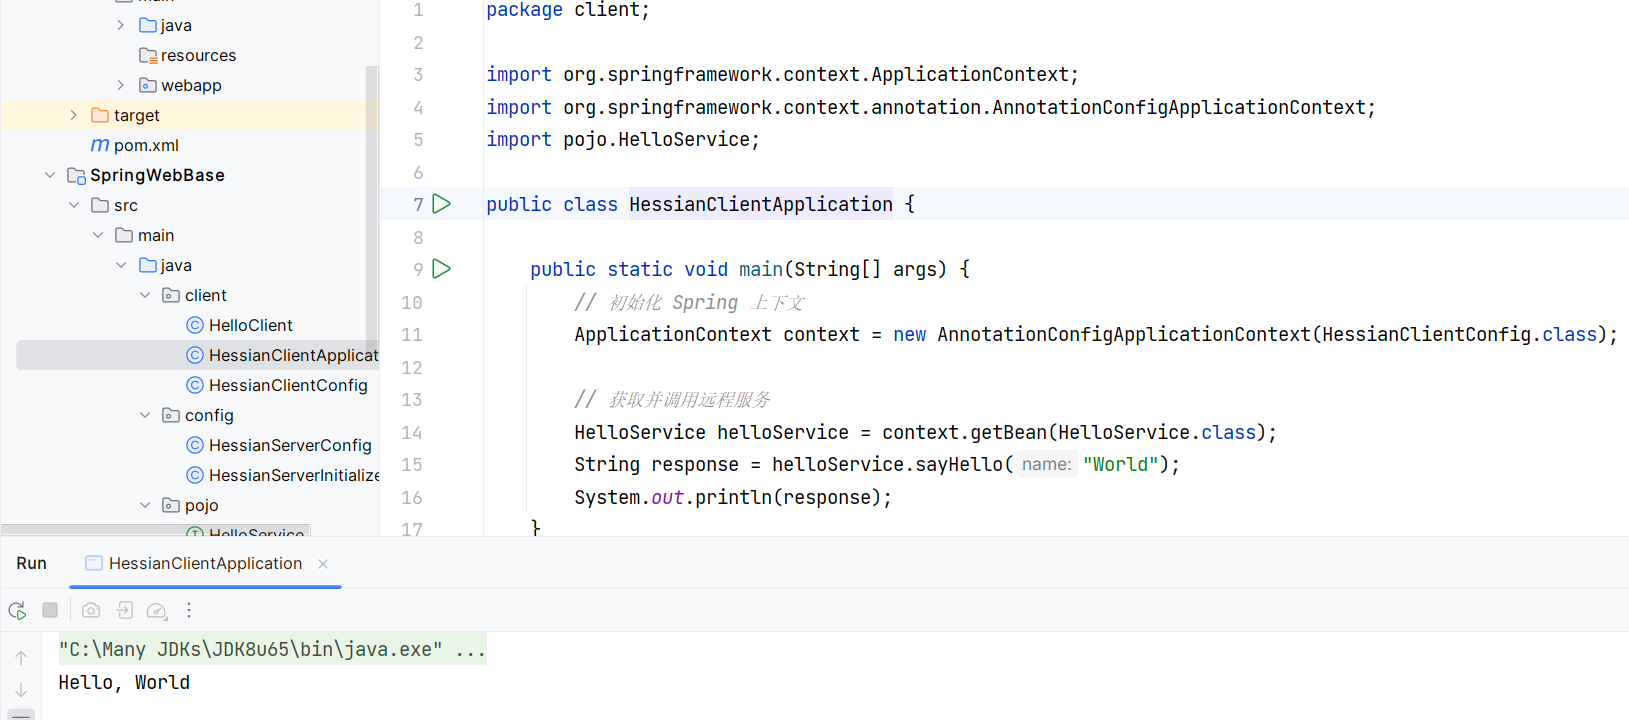 java
resources
webapp
target
pom.xml
SpringWebBase
src
main
java
client
HelloClient
HessianClientApplicat
HessianClientConfig
config
HessianServerConfig
HessianServerInitialize
pojo
HelloService
1 package client;
2
3 import org.springframework.context.ApplicationContext;
4 import org.springframework.context.annotation.AnnotationConfigApplicationContext;
5 import pojo.HelloService;
6
7 public class HessianClientApplication {
8
9 public static void main(String[] args) {
10 // 初始化 Spring 上下文
11 ApplicationContext context = new AnnotationConfigApplicationContext(HessianClientConfig.class);
12
13 // 获取并调用远程服务
14 HelloService helloService = context.getBean(HelloService.class);
15 String response = helloService.sayHello( name: "World");
16 System.out.println(response);
17 }
Run HessianClientApplication
"C:\Many JDKs\JDK8u65\bin\java.exe" ...
Hello, World